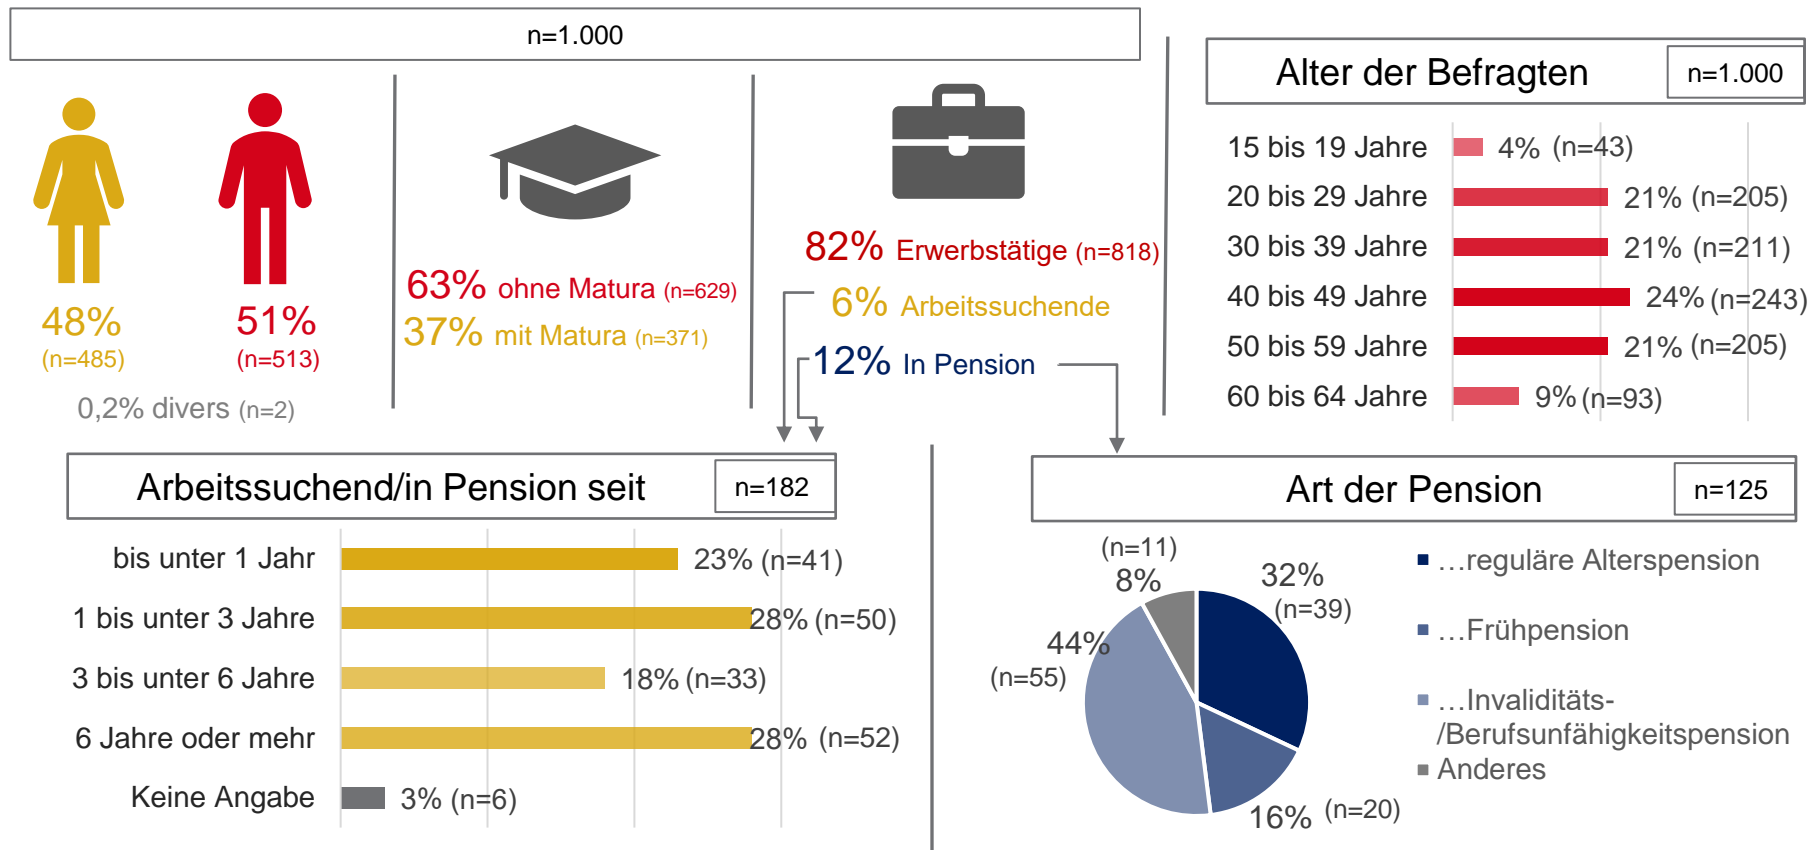 n=1.000
48%
(n=485)
51%
(n=513)
0,2% divers (n=2)
63% ohne Matura (n=629)
37% mit Matura (n=371)
82% Erwerbstätige (n=818)
6% Arbeitssuchende
12% In Pension
Alter der Befragten
n=1.000
15 bis 19 Jahre 4% (n=43)
20 bis 29 Jahre 21% (n=205)
30 bis 39 Jahre 21% (n=211)
40 bis 49 Jahre 24% (n=243)
50 bis 59 Jahre 21% (n=205)
60 bis 64 Jahre 9% (n=93)
Arbeitssuchend/in Pension seit
n=182
bis unter 1 Jahr 23% (n=41)
1 bis unter 3 Jahre 28% (n=50)
3 bis unter 6 Jahre 18% (n=33)
6 Jahre oder mehr 28% (n=52)
Keine Angabe 3% (n=6)
Art der Pension
n=125
(n=11)
8%
32%
(n=39)
44%
(n=55)
16% (n=20)
…reguläre Alterspension
…Frühpension
…Invaliditäts-
/Berufsunfähigkeitspension
Anderes